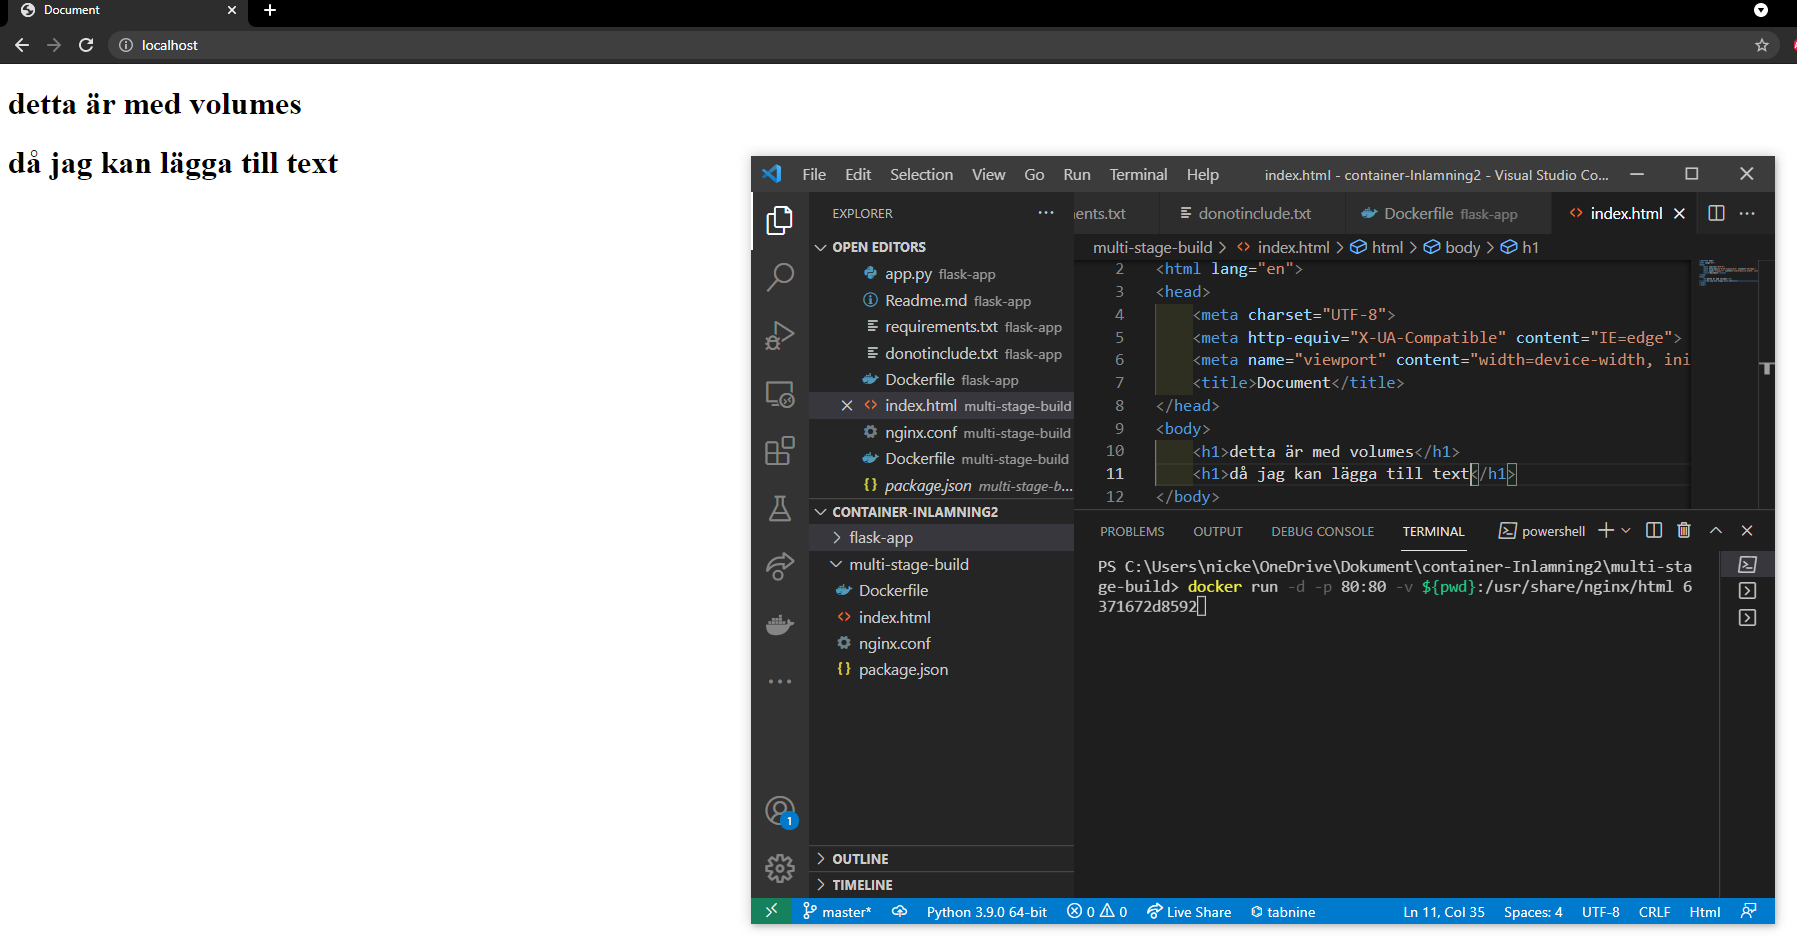 Document
localhost
detta är med volumes
då jag kan lägga till text
File Edit Selection View Go Run Terminal Help index.html - container-Inlamning2 - Visual Studio Co...
EXPLORER
ents.txt donotinclude.txt Dockerfile flask-app index.html
OPEN EDITORS
app.py flask-app
Readme.md flask-app
requirements.txt flask-app
donotinclude.txt flask-app
Dockerfile flask-app
index.html multi-stage-build
nginx.conf multi-stage-build
Dockerfile multi-stage-build
package.json multi-stage-b...
CONTAINER-INLAMNING2
flask-app
multi-stage-build
Dockerfile
index.html
nginx.conf
package.json
OUTLINE
TIMELINE
multi-stage-build > index.html > html > body > h1
2 <html lang="en">
3 <head>
4 <meta charset="UTF-8">
5 <meta http-equiv="X-UA-Compatible" content="IE=edge">
6 <meta name="viewport" content="width=device-width, ini
7 <title>Document</title>
8 </head>
9 <body>
10 <h1>detta är med volumes</h1>
11 <h1>då jag kan lägga till text</h1>
12 </body>
PROBLEMS OUTPUT DEBUG CONSOLE TERMINAL powershell
PS C:\Users\nicke\OneDrive\Dokument\container-Inlamning2\multi-sta
ge-build> docker run -d -p 80:80 -v ${pwd}:/usr/share/nginx/html 6
371672d8592
1
master* Python 3.9.0 64-bit 0 0 Live Share tabnine Ln 11, Col 35 Spaces: 4 UTF-8 CRLF Html